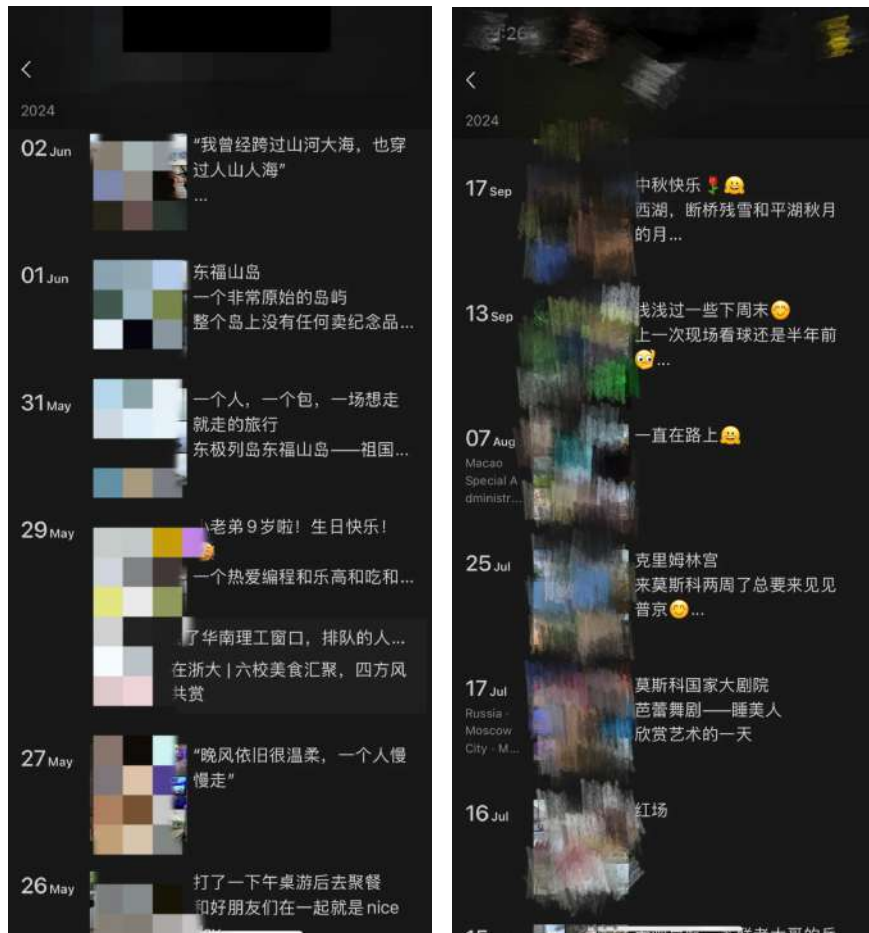 2024
02 Jun
“我曾经跨过山河大海，也穿
过人山人海”
...
01 Jun
东福山岛
一个非常原始的岛屿
整个岛上没有任何卖纪念品...
31 May
一个人，一个包，一场想走
就走的旅行
东极列岛东福山岛——祖国...
29 May
老弟9岁啦！生日快乐！
一个热爱编程和乐高和吃和...
了华南理工窗口，排队的人...
在浙大 | 六校美食汇聚，四方风
共赏
27 May
“晚风依旧很温柔，一个人慢
慢走”
26 May
打了一下午桌游后去聚餐
和好朋友们在一起就是nice
2024
17 Sep
中秋快乐🌹🤗
西湖，断桥残雪和平湖秋月
的月...
13 Sep
浅浅过一些下周末😊
上一次现场看球还是半年前
...
07 Aug
一直在路上🤗
Macao
Special A
dministr...
25 Jul
克里姆林宫
来莫斯科两周了总要来见见
普京😊...
17 Jul
莫斯科国家大剧院
Russia ·
Moscow
City · M...
芭蕾舞剧——睡美人
欣赏艺术的一天
16 Jul
红场